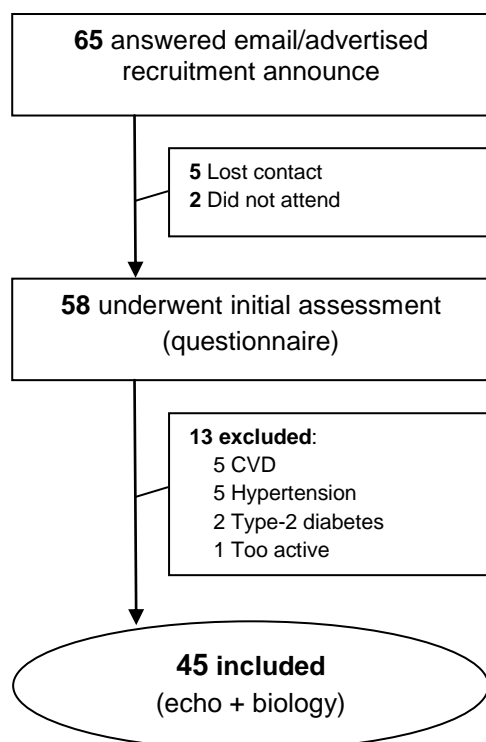 65 answered email/advertised
recruitment announce
5 Lost contact
2 Did not attend
58 underwent initial assessment
(questionnaire)
13 excluded:
5 CVD
5 Hypertension
2 Type-2 diabetes
1 Too active
45 included
(echo + biology)